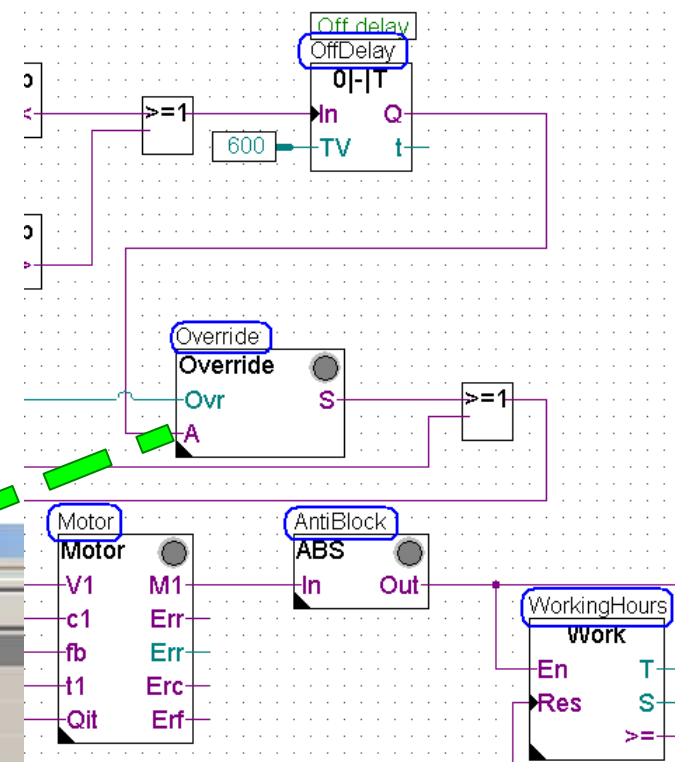 Off delay
OffDelay
0|-|T
>=1
In Q
600
TV t
Override
Override
Ovr S
>=1
A
Motor
AntiBlock
Motor
ABS
V1 M1
In Out
c1 Err
WorkingHours
Work
fb Err
En T
t1 Erc
Res S
Qit Erf
>=